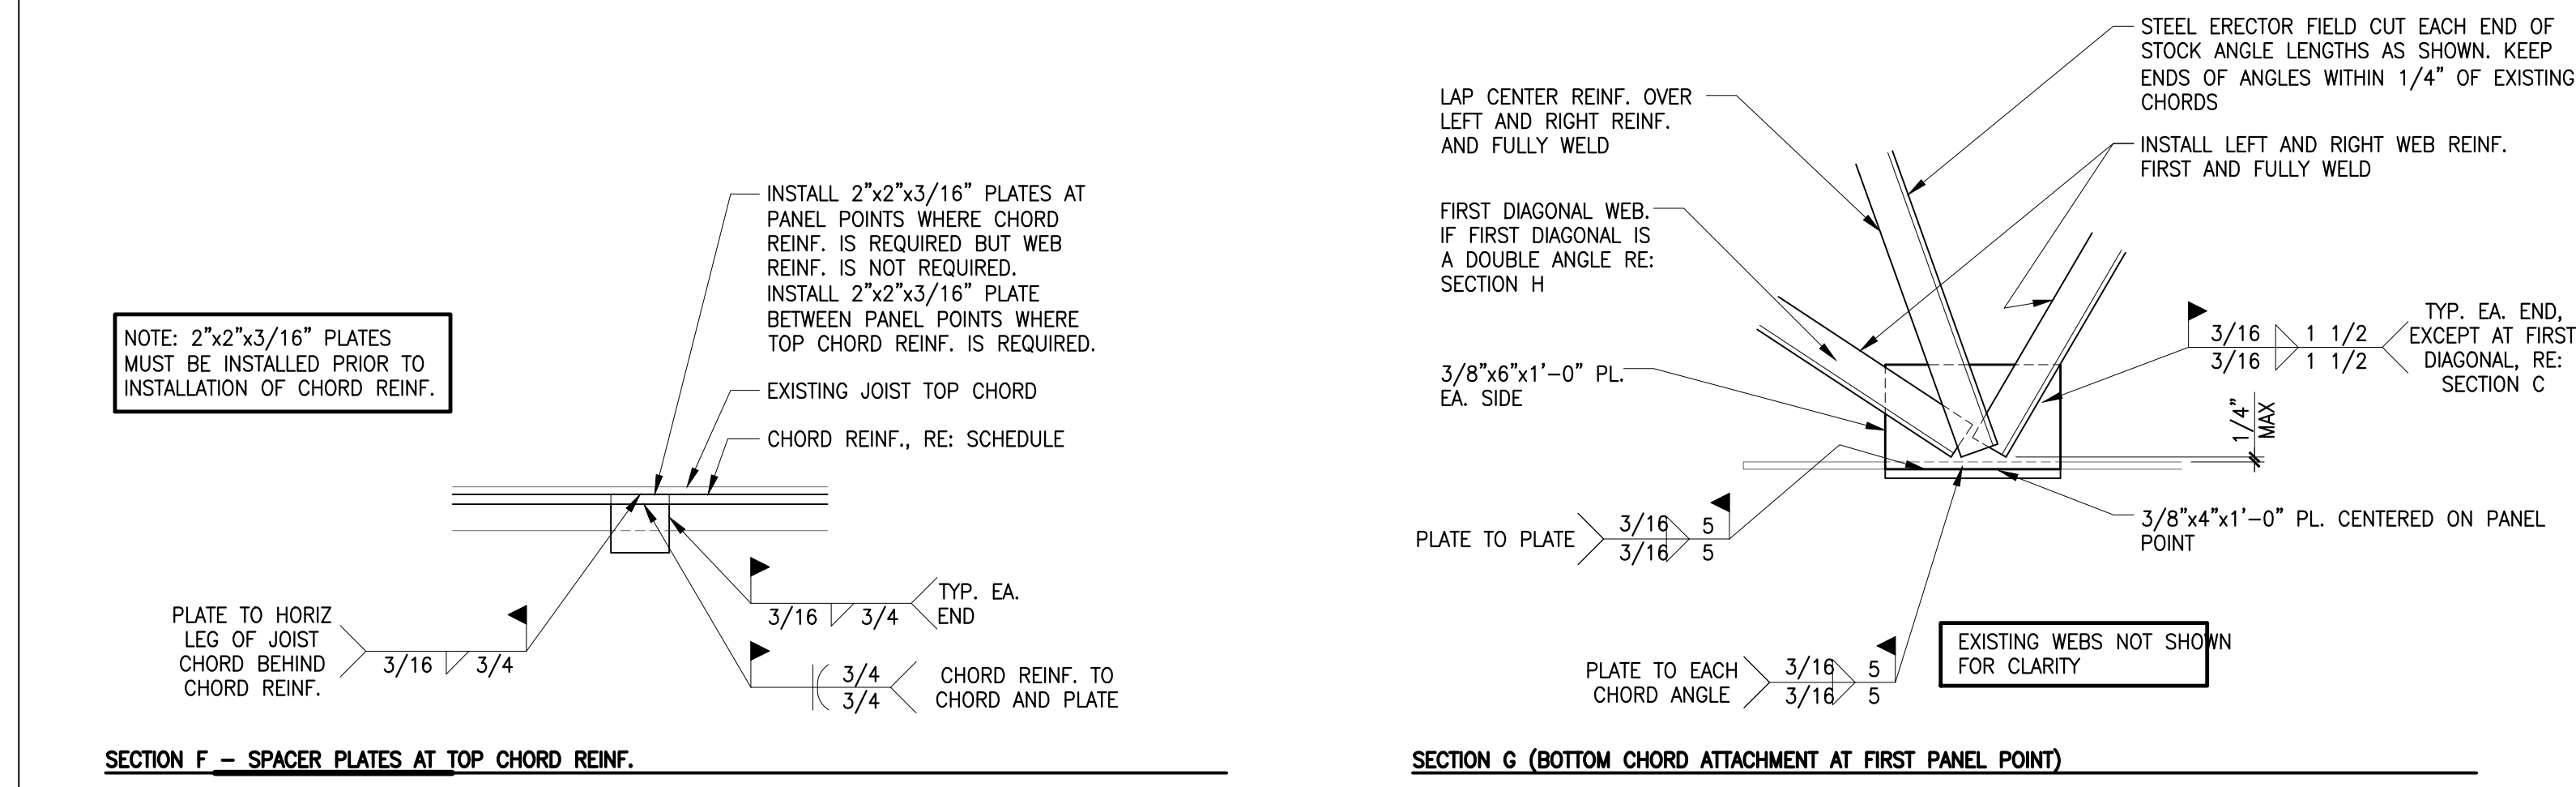 INSTALL 2"x2"x3/16" PLATES AT
PANEL POINTS WHERE CHORD
REINF. IS REQUIRED BUT WEB
REINF. IS NOT REQUIRED.
INSTALL 2"x2"x3/16" PLATE
BETWEEN PANEL POINTS WHERE
TOP CHORD REINF. IS REQUIRED.
NOTE: 2"x2"x3/16" PLATES
MUST BE INSTALLED PRIOR TO
INSTALLATION OF CHORD REINF.
EXISTING JOIST TOP CHORD
CHORD REINF., RE: SCHEDULE
PLATE TO HORIZ
LEG OF JOIST
CHORD BEHIND
CHORD REINF.
3/16 3/4
3/16 3/4
TYP. EA.
END
3/4
3/4
CHORD REINF. TO
CHORD AND PLATE
SECTION F – SPACER PLATES AT TOP CHORD REINF.
STEEL ERECTOR FIELD CUT EACH END OF
STOCK ANGLE LENGTHS AS SHOWN. KEEP
ENDS OF ANGLES WITHIN 1/4" OF EXISTING
CHORDS
LAP CENTER REINF. OVER
LEFT AND RIGHT REINF.
AND FULLY WELD
INSTALL LEFT AND RIGHT WEB REINF.
FIRST AND FULLY WELD
FIRST DIAGONAL WEB.
IF FIRST DIAGONAL IS
A DOUBLE ANGLE RE:
SECTION H
3/8"x6"x1'-0" PL.
EA. SIDE
3/16 1 1/2
3/16 1 1/2
TYP. EA. END,
EXCEPT AT FIRST
DIAGONAL, RE:
SECTION C
1/4"
MAX
PLATE TO PLATE
3/16 5
3/16 5
3/8"x4"x1'-0" PL. CENTERED ON PANEL
POINT
PLATE TO EACH
CHORD ANGLE
3/16 5
3/16 5
EXISTING WEBS NOT SHOWN
FOR CLARITY
SECTION G (BOTTOM CHORD ATTACHMENT AT FIRST PANEL POINT)